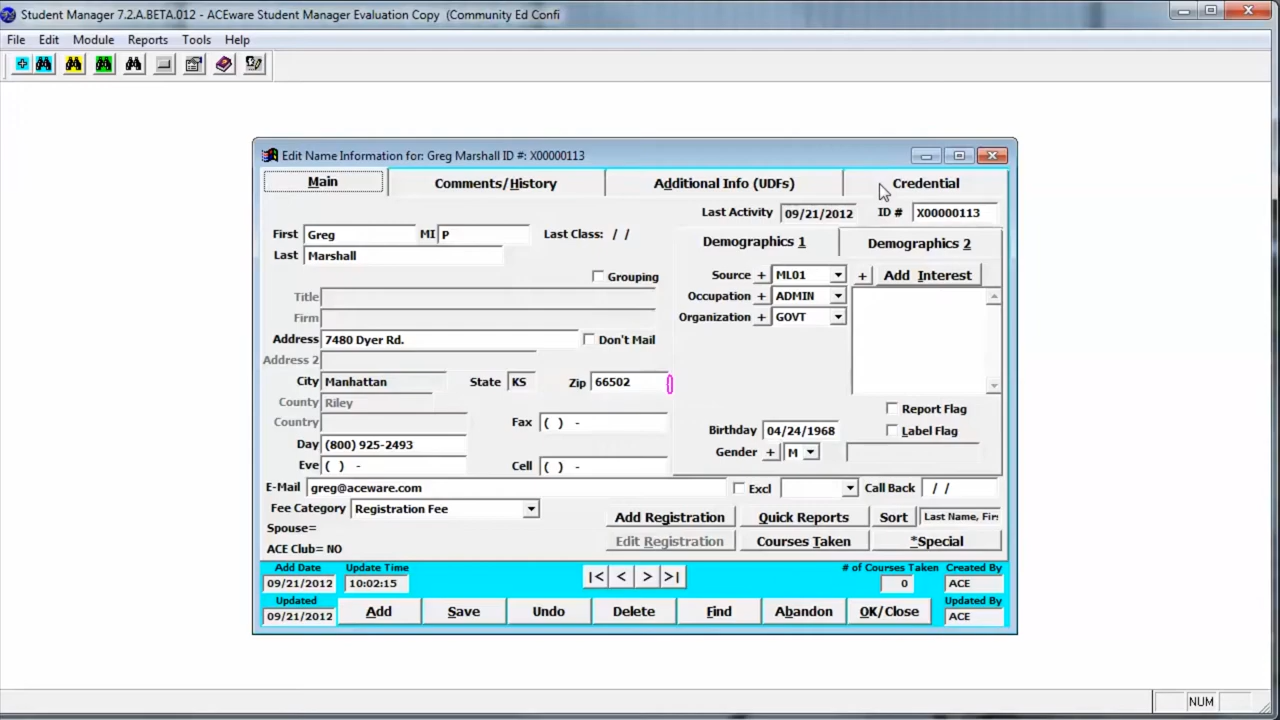 Student Manager 7.2.A.BETA.012 - ACEware Student Manager Evaluation Copy (Community Ed Confi
File Edit Module Reports Tools Help
Edit Name Information for: Greg Marshall ID #: X00000113
Main Comments/History Additional Info (UDFs) Credential
Last Activity 09/21/2012 ID # X00000113
First Greg MI P Last Class: / /
Demographics 1 Demographics 2
Last Marshall
Grouping
Source + ML01 + Add Interest
Title
Occupation + ADMIN
Firm
Organization + GOVT
Address 7480 Dyer Rd. Don't Mail
Address 2
City Manhattan State KS Zip 66502
County Riley
Report Flag
Country Fax ( ) -
Birthday 04/24/1968 Label Flag
Day (800) 925-2493
Gender + M
Eve ( ) - Cell ( ) -
E-Mail greg@aceware.com Excl Call Back / /
Fee Category Registration Fee
Add Registration Quick Reports Sort Last Name, Fir
Spouse=
Edit Registration Courses Taken *Special
ACE Club= NO
Add Date Update Time # of Courses Taken Created By
09/21/2012 10:02:15 |< < > >| 0 ACE
Updated Updated By
09/21/2012 Add Save Undo Delete Find Abandon OK/Close ACE
NUM